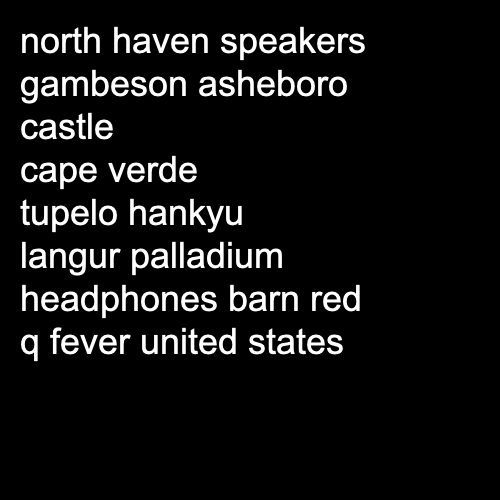 north haven speakers
gambeson asheboro
castle
cape verde
tupelo hankyu
langur palladium
headphones barn red
q fever united states